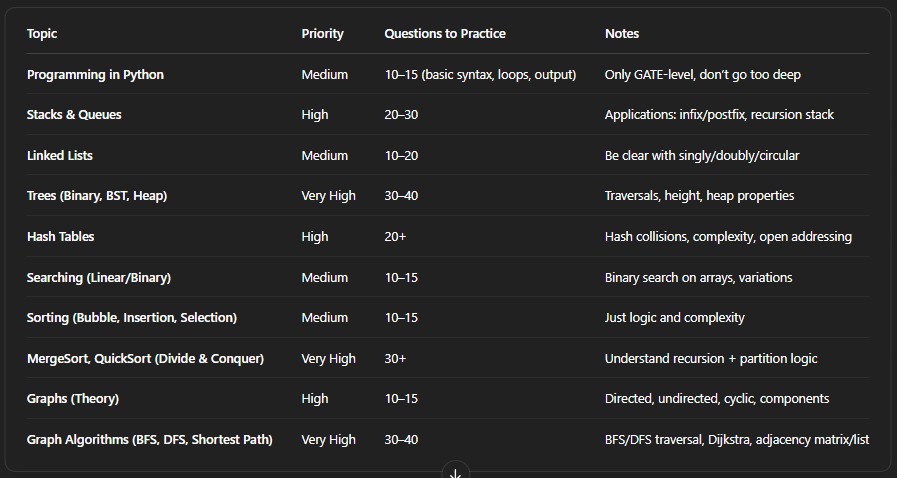 Topic Priority Questions to Practice Notes
Programming in Python Medium 10–15 (basic syntax, loops, output) Only GATE-level, don’t go too deep
Stacks & Queues High 20–30 Applications: infix/postfix, recursion stack
Linked Lists Medium 10–20 Be clear with singly/doubly/circular
Trees (Binary, BST, Heap) Very High 30–40 Traversals, height, heap properties
Hash Tables High 20+ Hash collisions, complexity, open addressing
Searching (Linear/Binary) Medium 10–15 Binary search on arrays, variations
Sorting (Bubble, Insertion, Selection) Medium 10–15 Just logic and complexity
MergeSort, QuickSort (Divide & Conquer) Very High 30+ Understand recursion + partition logic
Graphs (Theory) High 10–15 Directed, undirected, cyclic, components
Graph Algorithms (BFS, DFS, Shortest Path) Very High 30–40 BFS/DFS traversal, Dijkstra, adjacency matrix/list